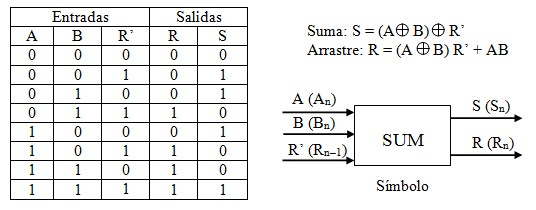 Entradas Salidas
A B R’ R S
0 0 0 0 0
0 0 1 0 1
0 1 0 0 1
0 1 1 1 0
1 0 0 0 1
1 0 1 1 0
1 1 0 1 0
1 1 1 1 1
Suma: S = (A⊕ B)⊕ R’
Arrastre: R = (A ⊕ B) R’ + AB
A (Aₙ)
B (Bₙ)
R’ (Rₙ₋₁)
SUM
S (Sₙ)
R (Rₙ)
Símbolo